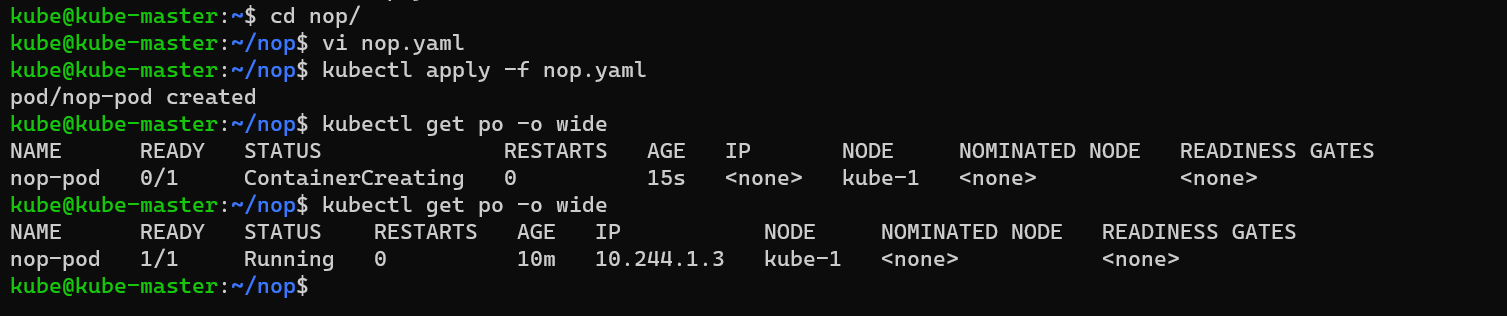 kube@kube-master:~$ cd nop/
kube@kube-master:~/nop$ vi nop.yaml
kube@kube-master:~/nop$ kubectl apply -f nop.yaml
pod/nop-pod created
kube@kube-master:~/nop$ kubectl get po -o wide
NAME      READY   STATUS              RESTARTS   AGE   IP       NODE     NOMINATED NODE   READINESS GATES
nop-pod   0/1     ContainerCreating   0          15s   <none>   kube-1   <none>           <none>
kube@kube-master:~/nop$ kubectl get po -o wide
NAME      READY   STATUS    RESTARTS   AGE   IP           NODE     NOMINATED NODE   READINESS GATES
nop-pod   1/1     Running   0          10m   10.244.1.3   kube-1   <none>           <none>
kube@kube-master:~/nop$